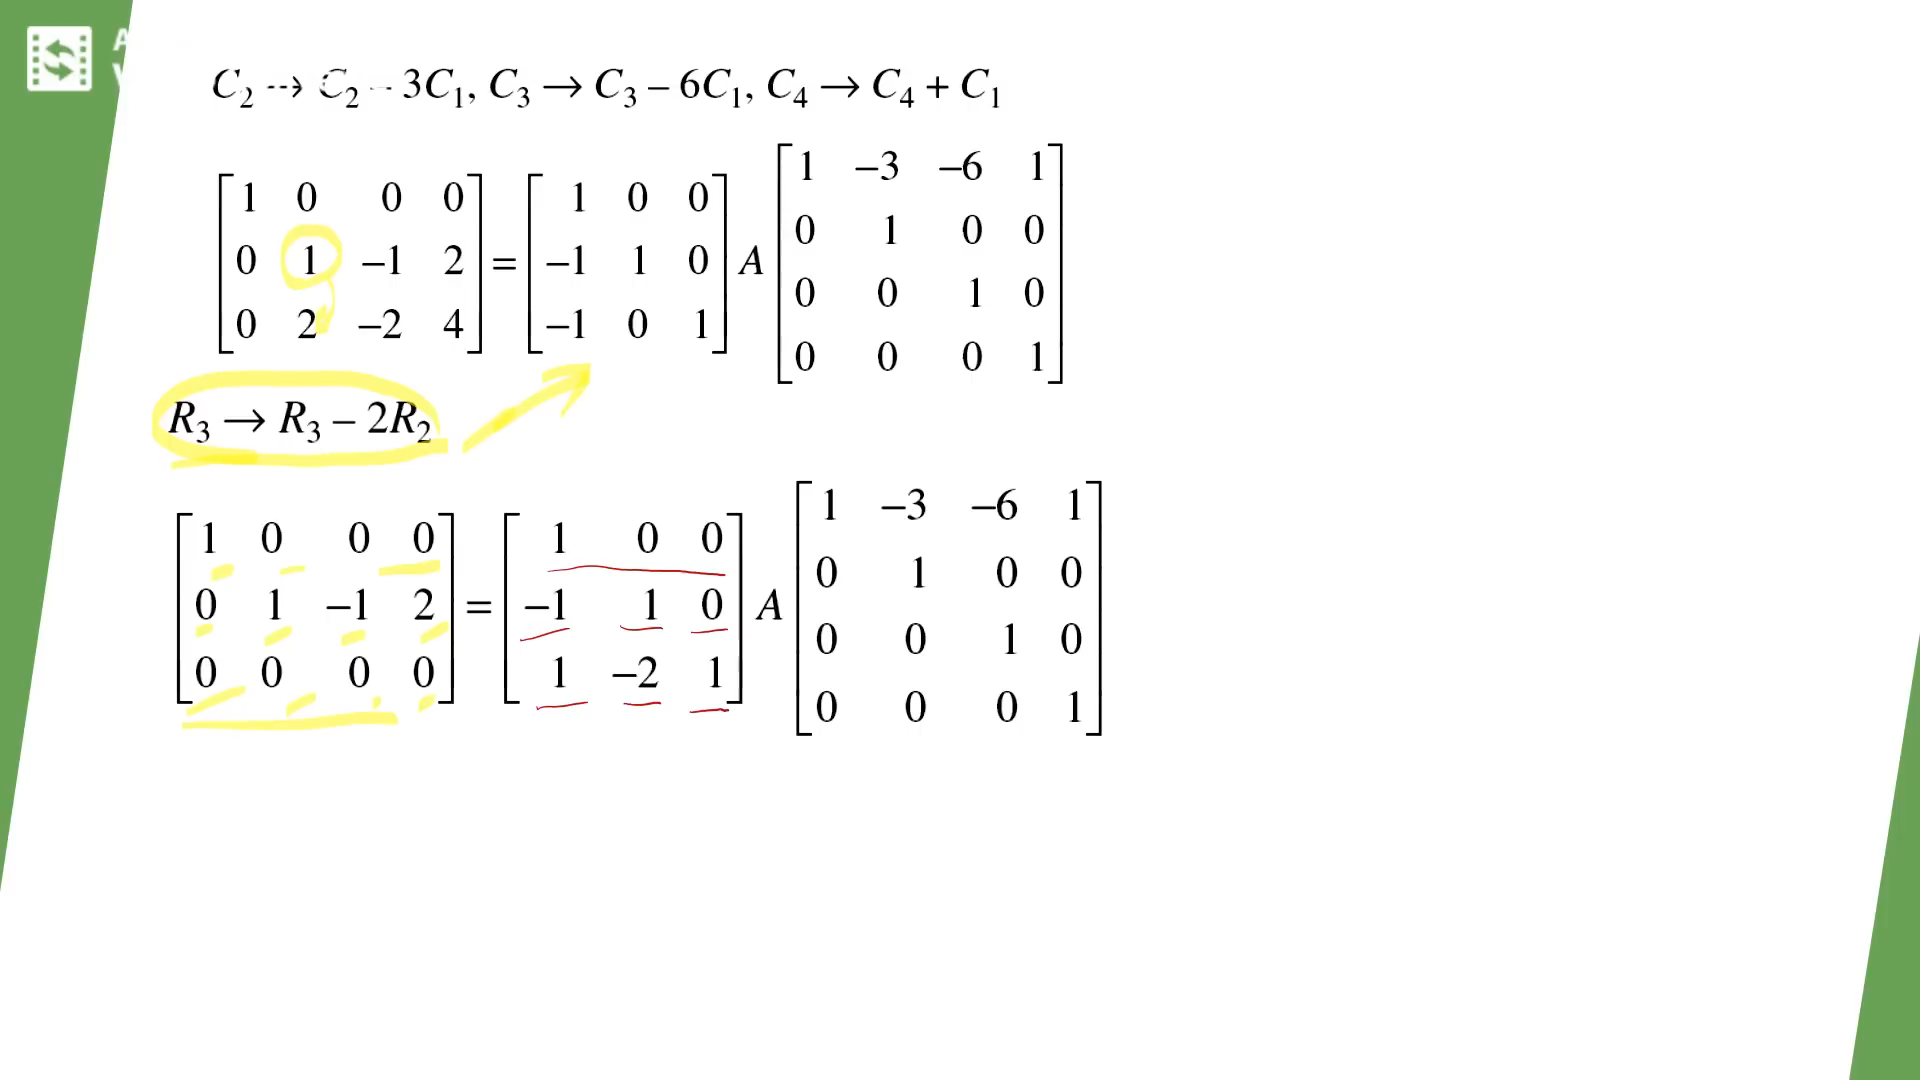 C₂ → C₂ – 3C₁, C₃ → C₃ – 6C₁, C₄ → C₄ + C₁
[1 0 0 0; 0 1 –1 2; 0 2 –2 4] = [1 0 0; –1 1 0; –1 0 1] A [1 –3 –6 1; 0 1 0 0; 0 0 1 0; 0 0 0 1]
R₃ → R₃ – 2R₂
[1 0 0 0; 0 1 –1 2; 0 0 0 0] = [1 0 0; –1 1 0; 1 –2 1] A [1 –3 –6 1; 0 1 0 0; 0 0 1 0; 0 0 0 1]